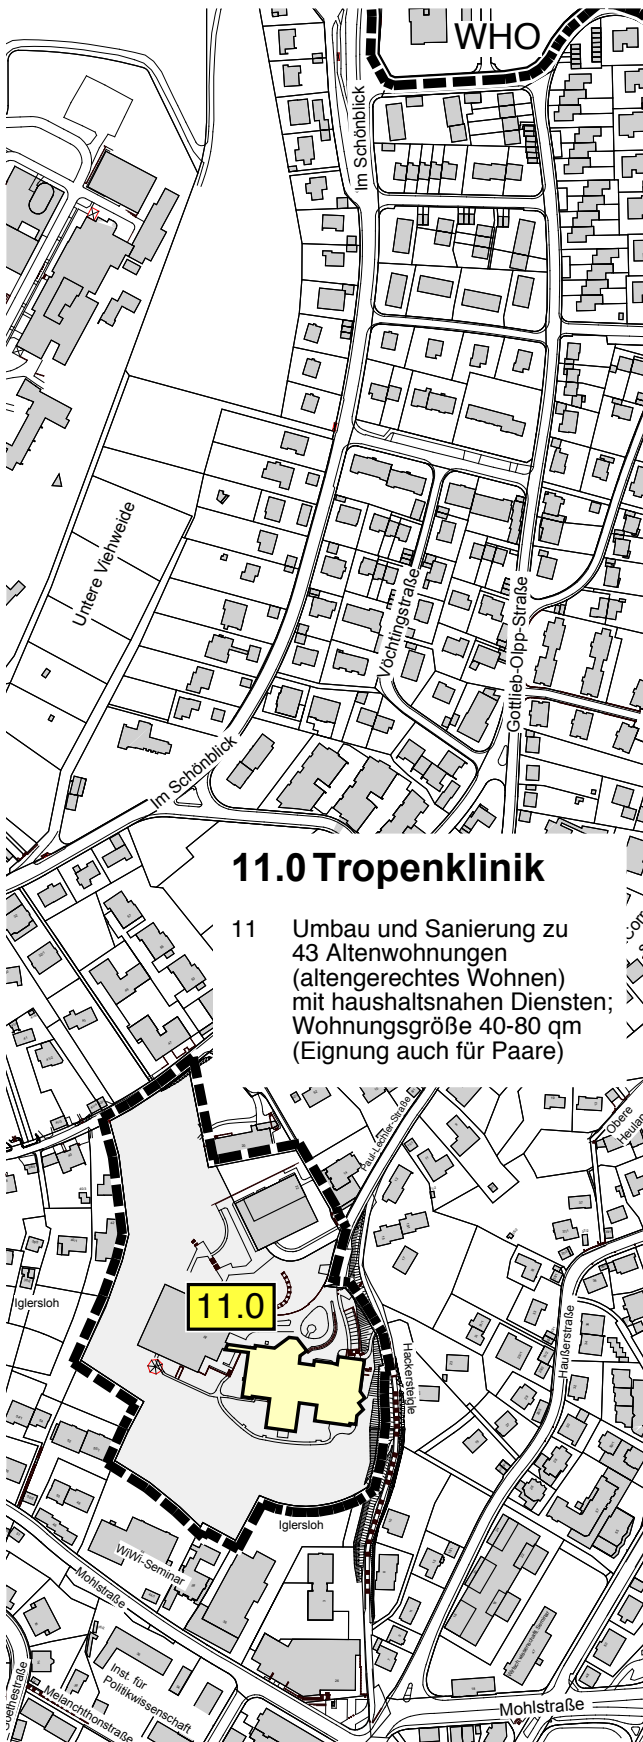 WHO
Im Schönblick
Untere Viehweide
Vöchtingstraße
Gottlieb-Olpp-Straße
Im Schönblick
11.0 Tropenklinik
11 Umbau und Sanierung zu
43 Altenwohnungen
(altengerechtes Wohnen)
mit haushaltsnahen Diensten;
Wohnungsgröße 40-80 qm
(Eignung auch für Paare)
Paul-Lechler-Straße
Obere
Iglersloh
11.0
Haußerstraße
Hackersteigle
Iglersloh
WiWi-Seminar
Mohlstraße
Inst. für
Politikwissenschaft
Melanchthonstraße
Mohlstraße